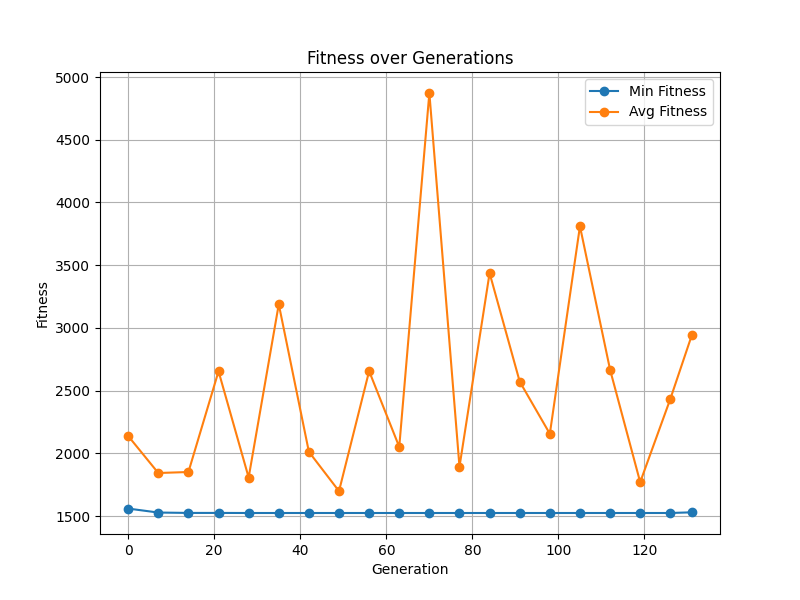 Fitness over Generations
Min Fitness
Avg Fitness
5000
4500
4000
3500
3000
2500
2000
1500
Fitness
0 20 40 60 80 100 120
Generation